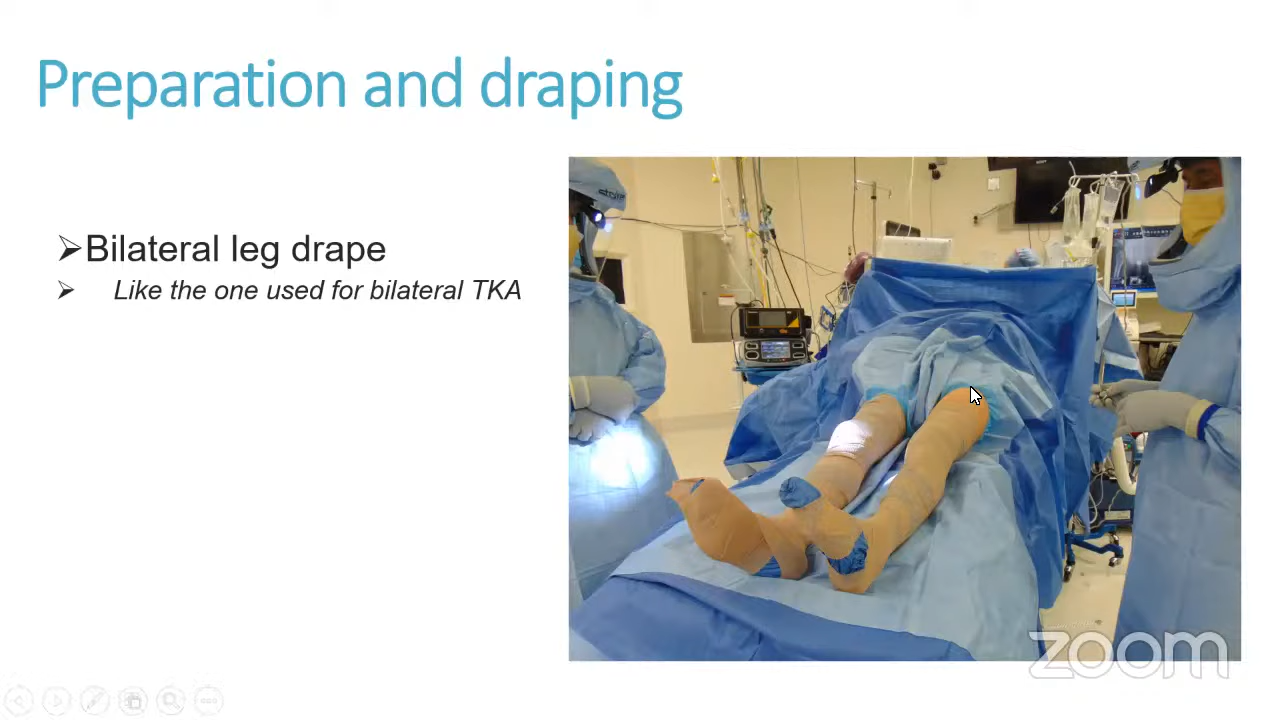 Preparation and draping
➢Bilateral leg drape
➢ Like the one used for bilateral TKA
zoom